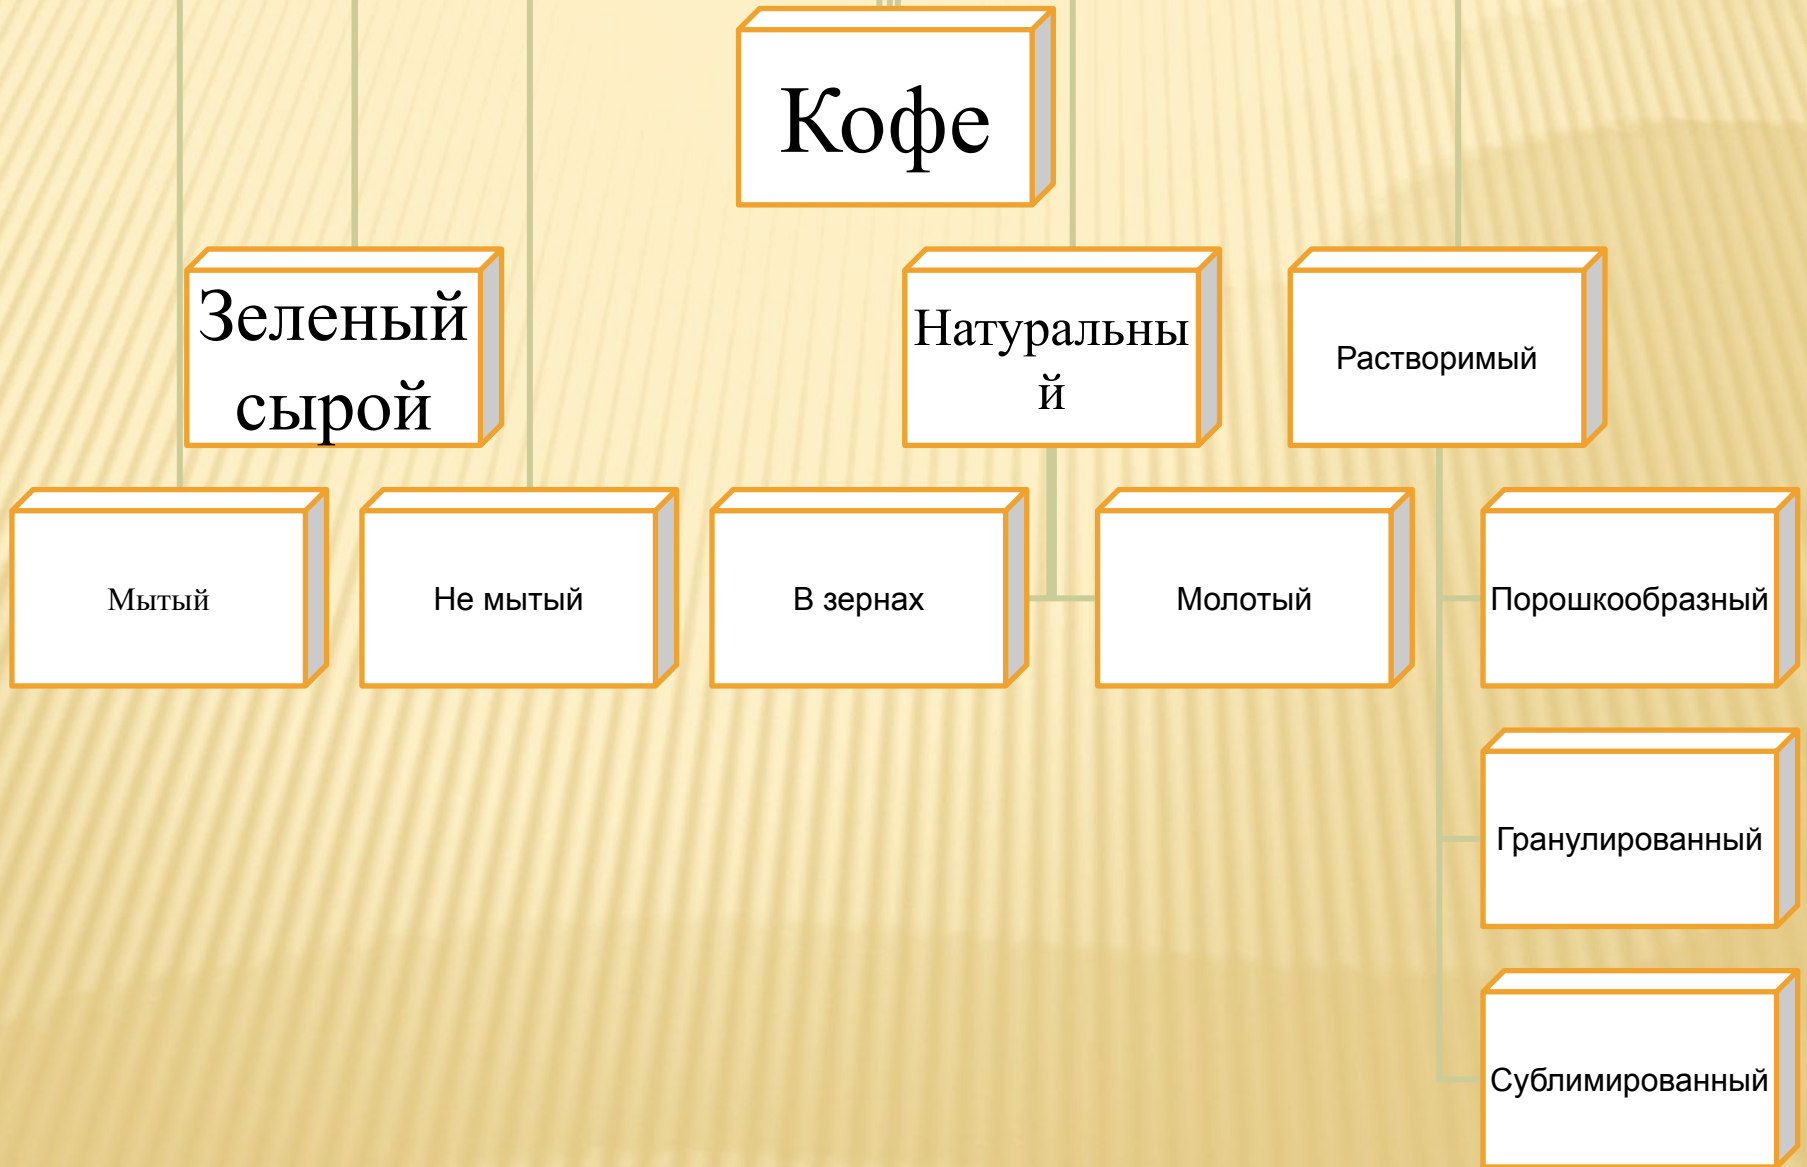 Кофе
Зеленый
сырой
Натуральны
й
Растворимый
Мытый
Не мытый
В зернах
Молотый
Порошкообразный
Гранулированный
Сублимированный